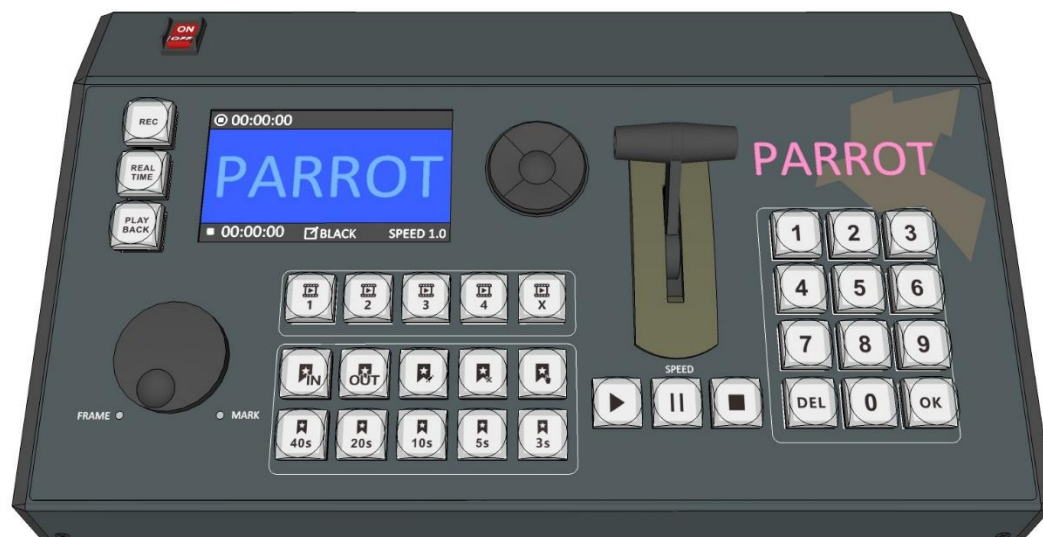 ON
OFF
REC
REAL
TIME
PLAY
BACK
00:00:00
PARROT
00:00:00 BLACK SPEED 1.0
PARROT
1 2 3
4 5 6
7 8 9
DEL 0 OK
1 2 3 4 X
IN OUT
40s 20s 10s 5s 3s
FRAME MARK
SPEED